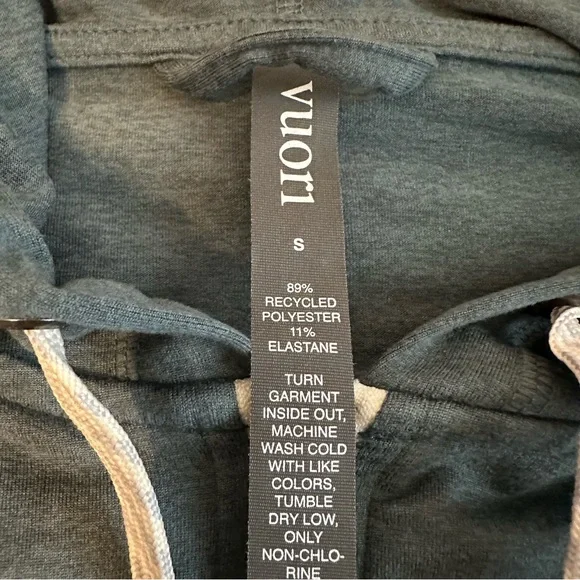 vuori
S
89%
RECYCLED
POLYESTER
11%
ELASTANE
TURN
GARMENT
INSIDE OUT,
MACHINE
WASH COLD
WITH LIKE
COLORS,
TUMBLE
DRY LOW,
ONLY
NON-CHLO-
RINE